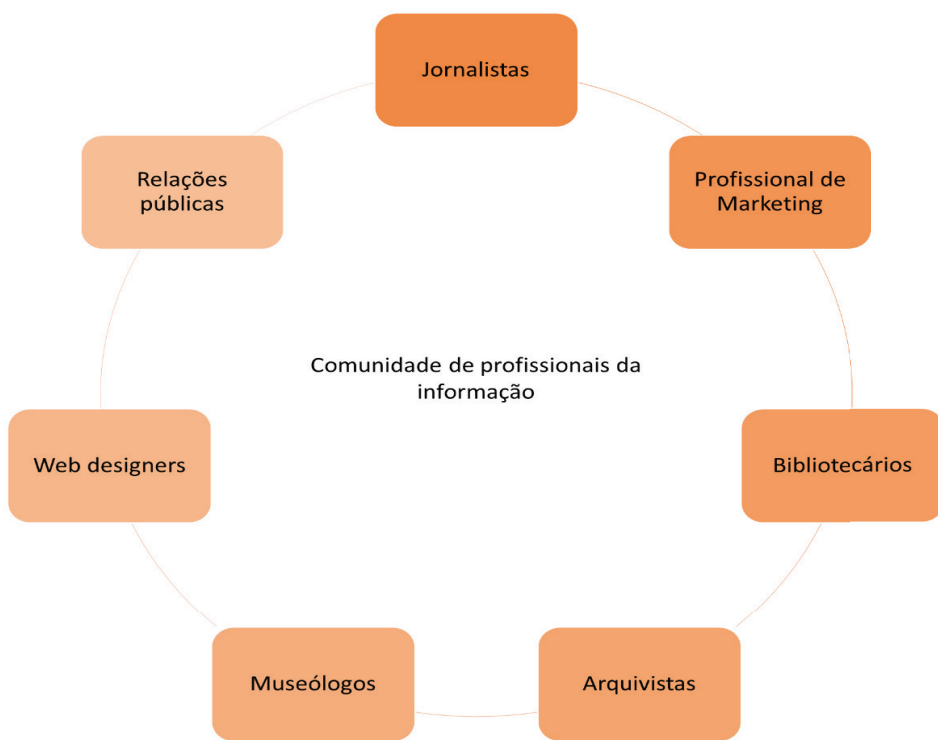 Jornalistas
Profissional de
Marketing
Bibliotecários
Arquivistas
Museólogos
Web designers
Relações
públicas
Comunidade de profissionais da
informação